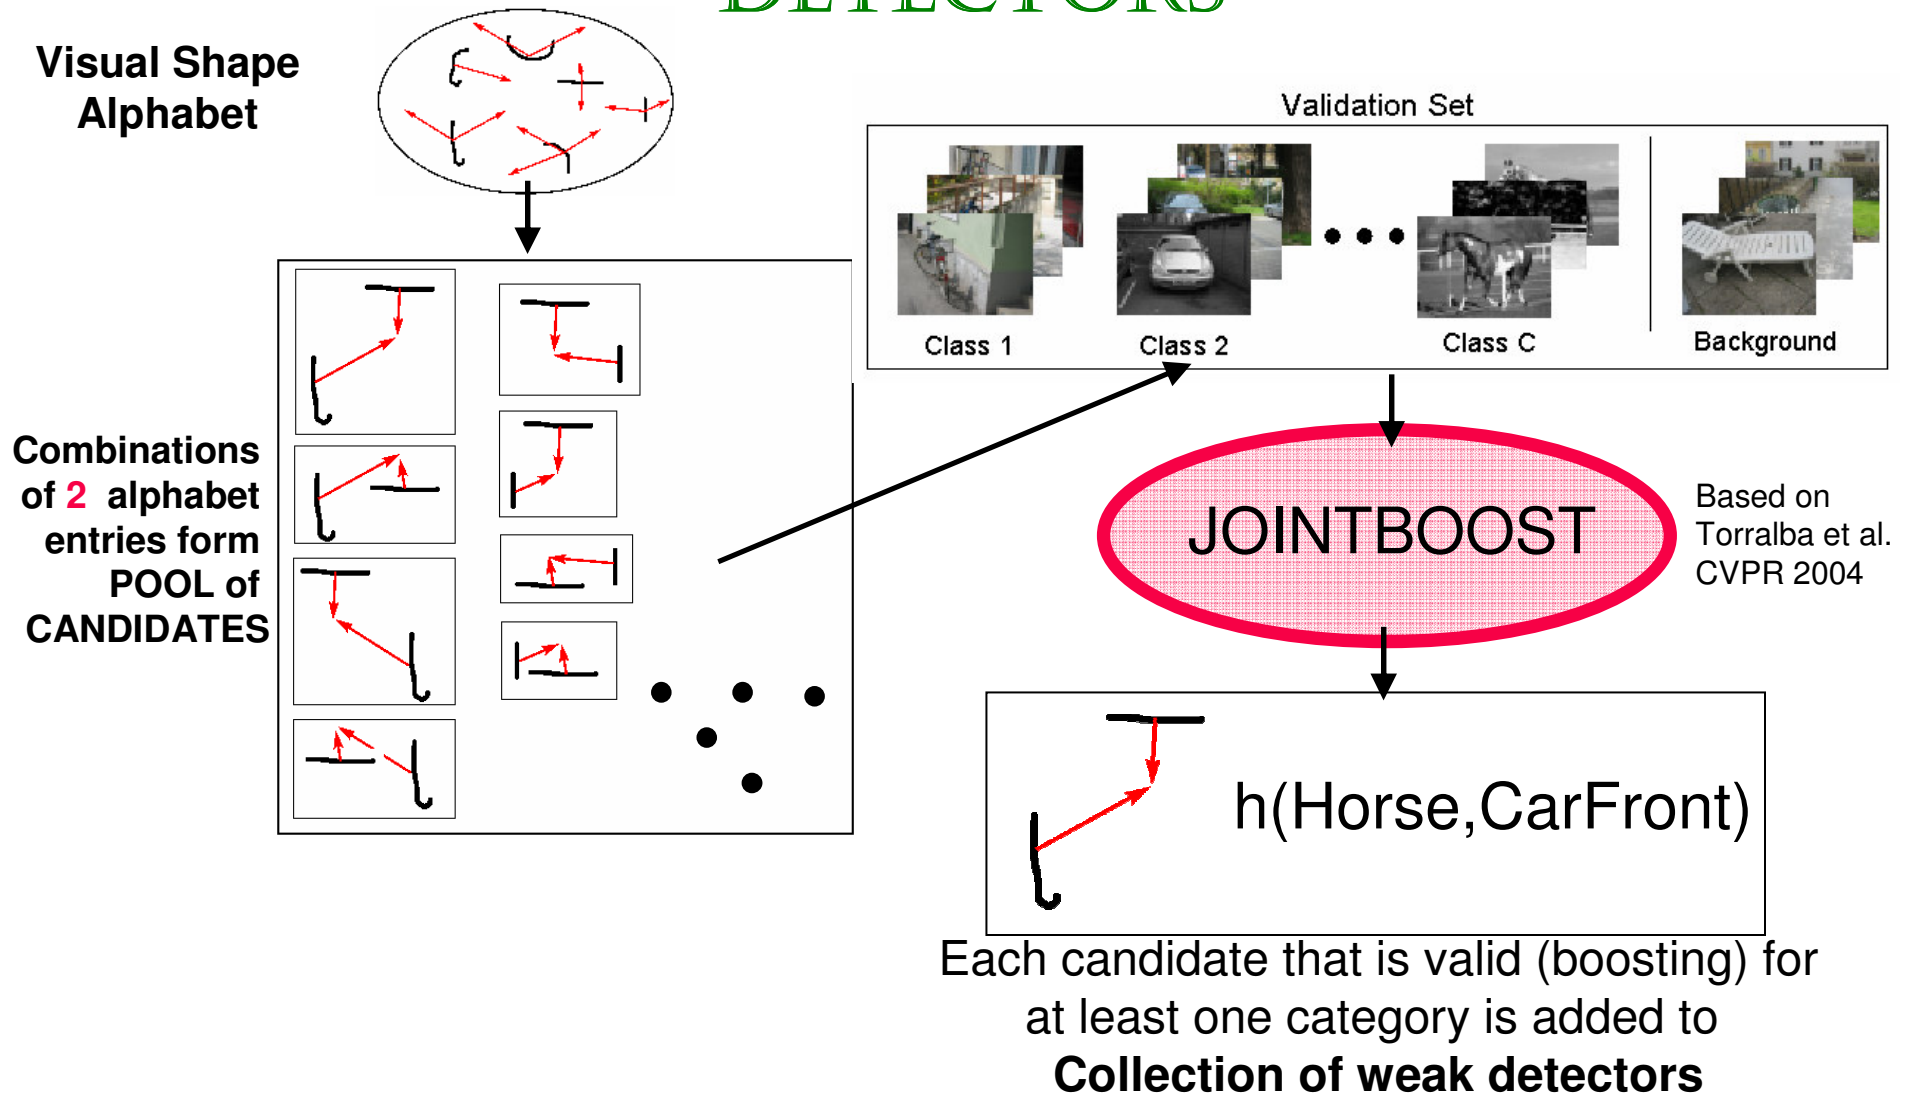 DETECTORS
Visual Shape
Alphabet
Validation Set
Class 1
Class 2
Class C
Background
Combinations
of 2 alphabet
entries form
POOL of
CANDIDATES
JOINTBOOST
Based on
Torralba et al.
CVPR 2004
h(Horse,CarFront)
Each candidate that is valid (boosting) for
at least one category is added to
Collection of weak detectors